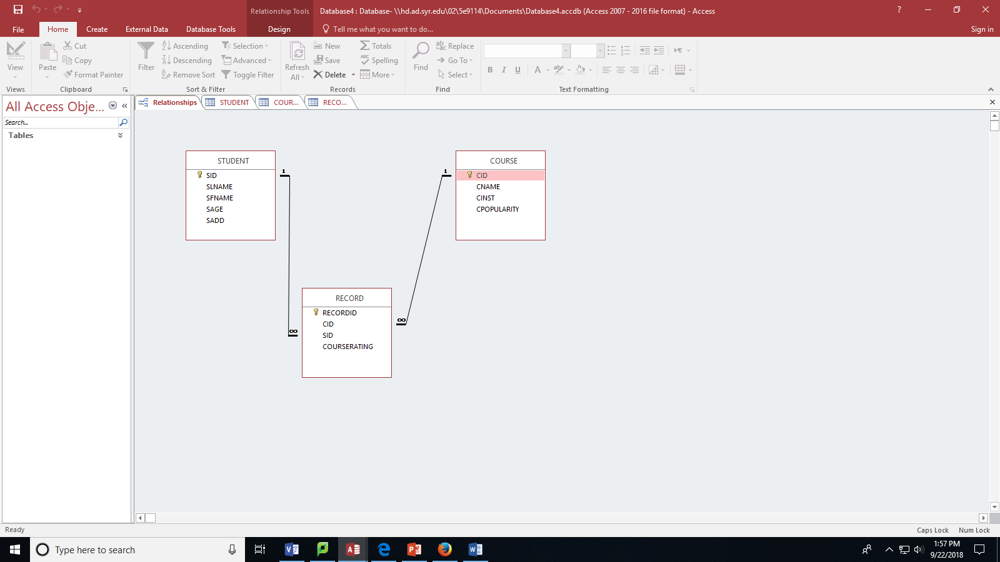 Relationship Tools
Database4 : Database- \\hd.ad.syr.edu\02\5e9114\Documents\Database4.accdb (Access 2007 - 2016 file format) - Access
?
File
Home
Create
External Data
Database Tools
Design
Tell me what you want to do...
Sign in
View
Views
Paste
Cut
Copy
Format Painter
Clipboard
Filter
Ascending
Descending
Remove Sort
Selection
Advanced
Toggle Filter
Sort & Filter
Refresh
All
New
Save
Delete
Totals
Spelling
More
Records
Find
Replace
Go To
Select
Find
B I U A
Text Formatting
All Access Obje...
Search...
Tables
Relationships
STUDENT
COUR...
RECO...
STUDENT
SID
SLNAME
SFNAME
SAGE
SADD
1
1
COURSE
CID
CNAME
CINST
CPOPULARITY
∞
∞
RECORD
RECORDID
CID
SID
COURSERATING
Ready
Caps Lock
Num Lock
Type here to search
1:57 PM
9/22/2018